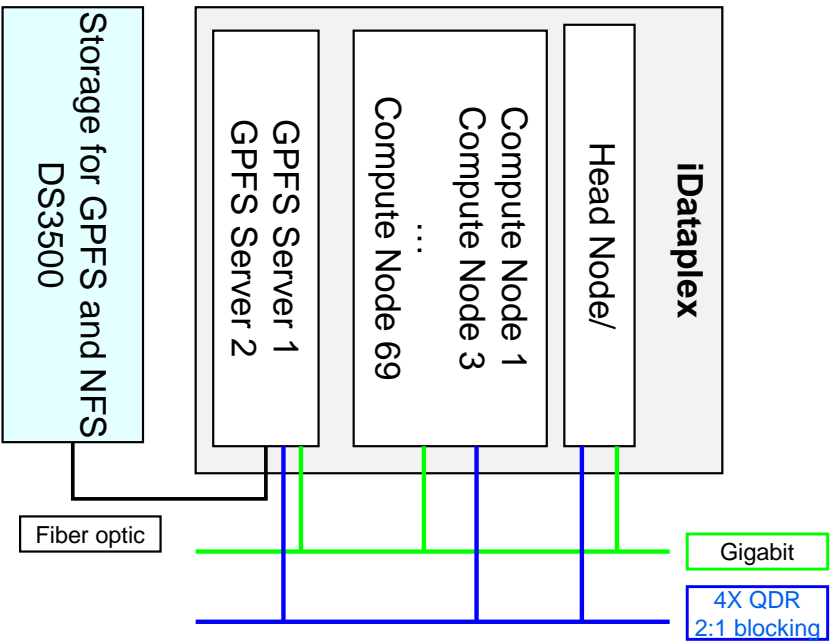 iDataplex
Head Node/
Compute Node 1
Compute Node 3
…
Compute Node 69
GPFS Server 1
GPFS Server 2
Storage for GPFS and NFS
DS3500
Fiber optic
Gigabit
4X QDR
2:1 blocking